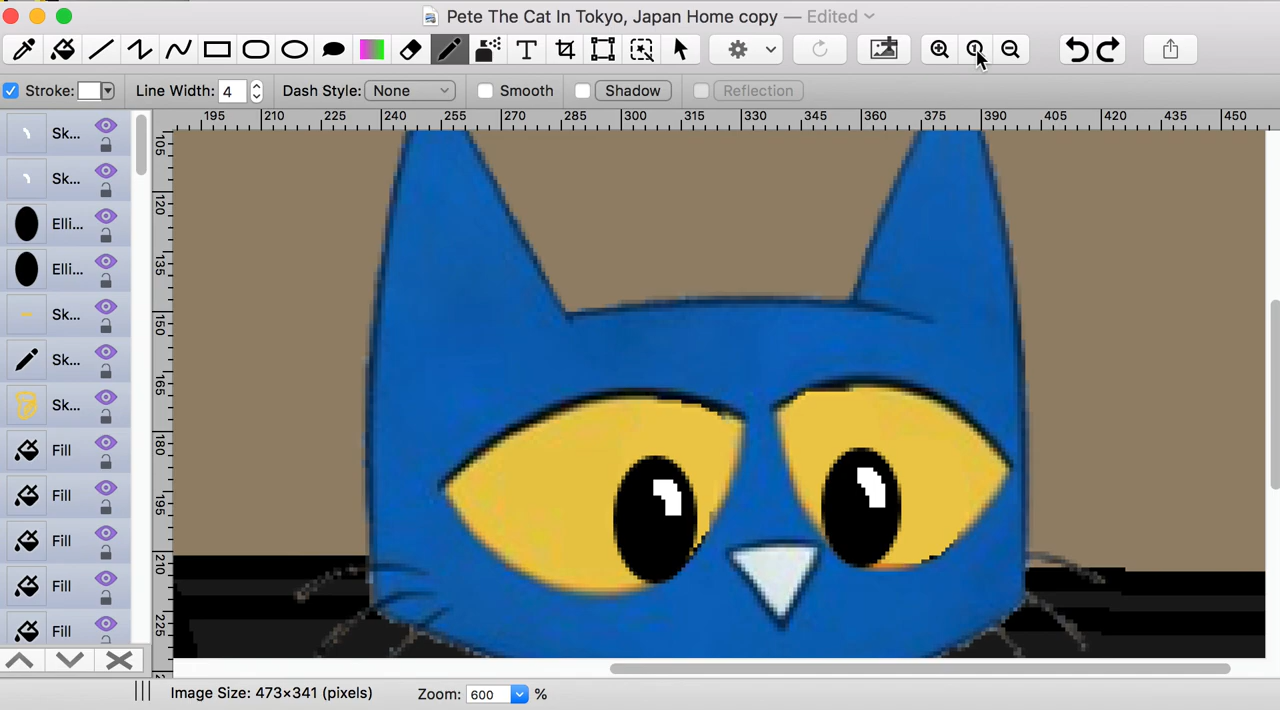 Pete The Cat In Tokyo, Japan Home copy — Edited
T
1
Stroke: Line Width: 4 Dash Style: None Smooth Shadow Reflection
195 210 225 240 255 270 285 300 315 330 345 360 375 390 405 420 435 450
105
120
135
150
165
180
195
210
225
Sk...
Sk...
Elli...
Elli...
Sk...
Sk...
Sk...
Fill
Fill
Fill
Fill
Fill
Image Size: 473×341 (pixels) Zoom: 600 %